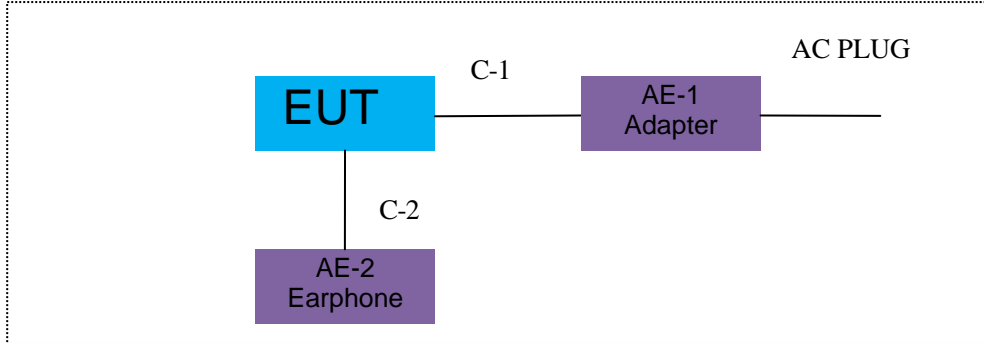 AC PLUG
C-1
EUT
AE-1
Adapter
C-2
AE-2
Earphone